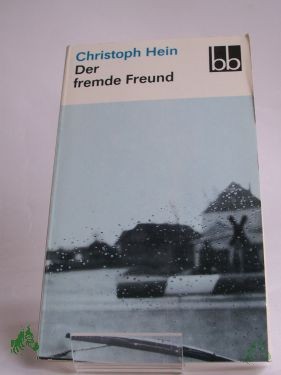 Christoph Hein
Der
fremde Freund
bb